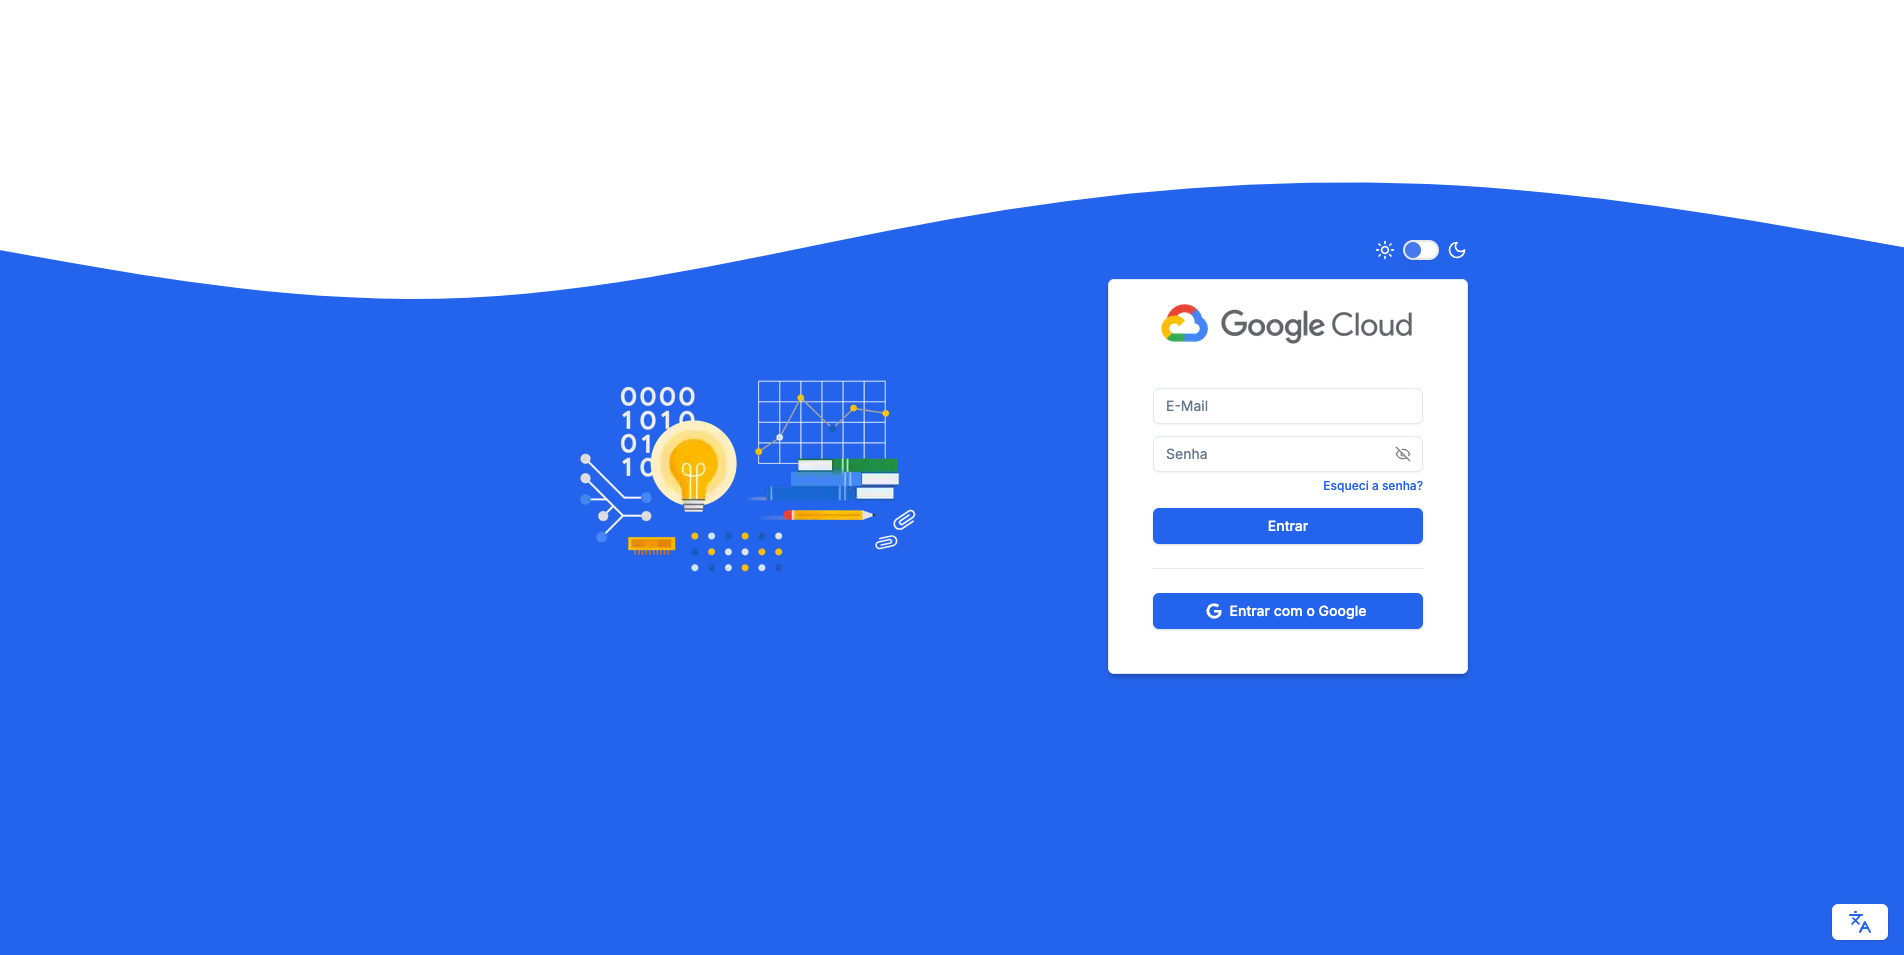 0000
1010
01
10
Google Cloud
E-Mail
Senha
Esqueci a senha?
Entrar
G Entrar com o Google